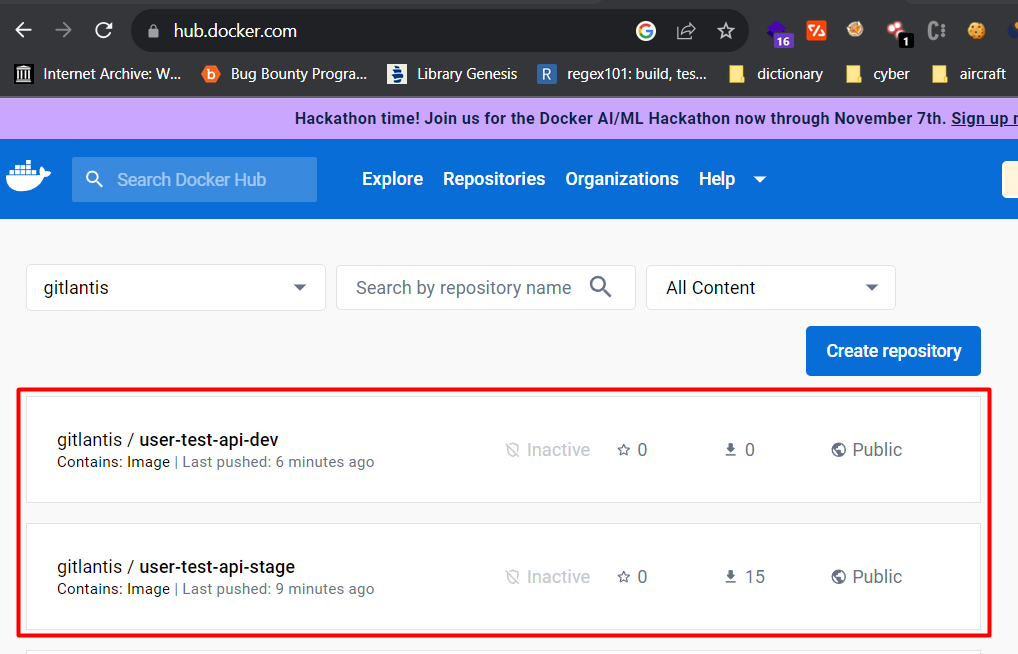 hub.docker.com
16
1
Internet Archive: W...
Bug Bounty Progra...
Library Genesis
R
regex101: build, tes...
dictionary
cyber
aircraft
Hackathon time! Join us for the Docker AI/ML Hackathon now through November 7th. Sign up
Search Docker Hub
Explore
Repositories
Organizations
Help
gitlantis
Search by repository name
All Content
Create repository
gitlantis / user-test-api-dev
Inactive
0
0
Public
Contains: Image | Last pushed: 6 minutes ago
gitlantis / user-test-api-stage
Inactive
0
15
Public
Contains: Image | Last pushed: 9 minutes ago